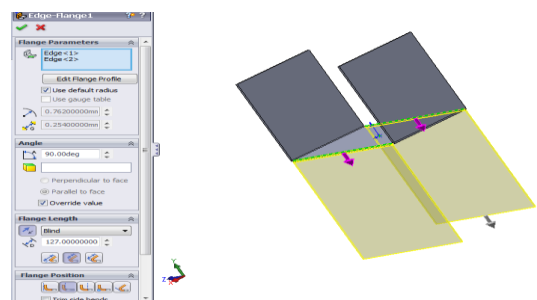 Edge-Flange1
Flange Parameters
Edge<1>
Edge<2>
Edit Flange Profile
Use default radius
Use gauge table
0.76200000mm
0.25400000mm
Angle
90.00deg
Perpendicular to face
Parallel to face
Override value
Flange Length
Blind
127.00000000
Flange Position
Trim side bends
Y
Z
X